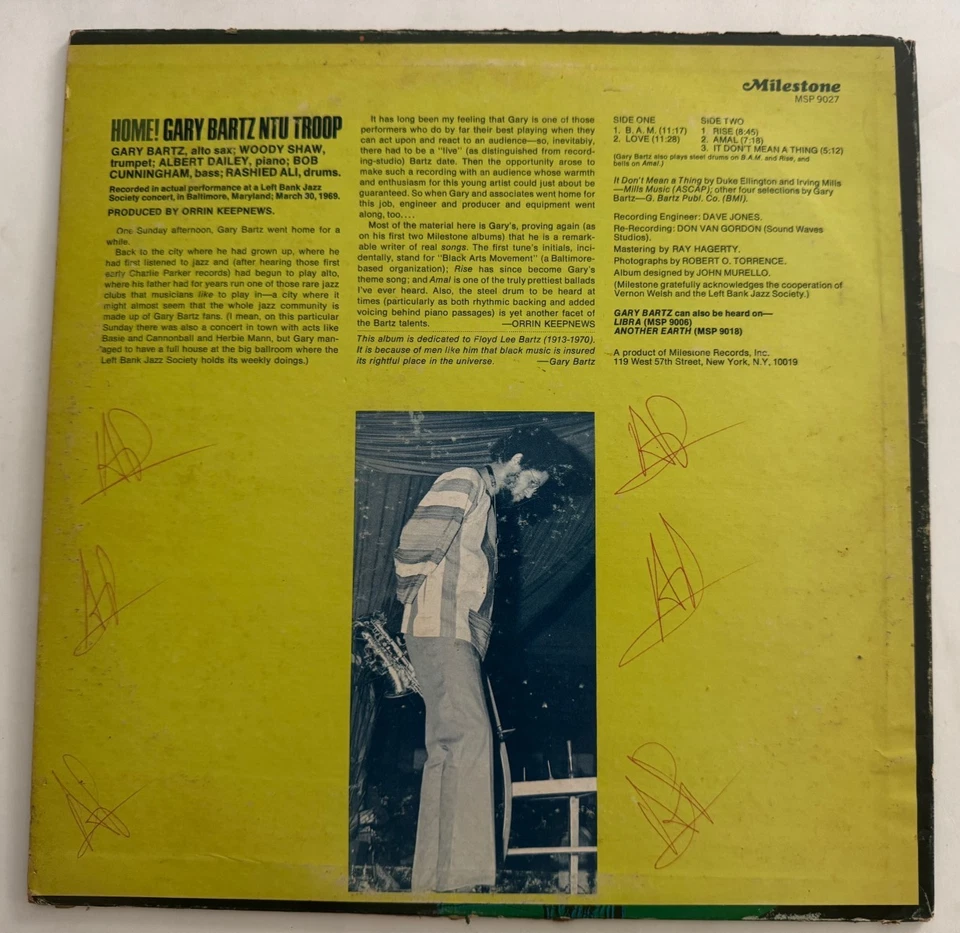 Milestone
MSP 9027
HOME! GARY BARTZ NTU TROOP
GARY BARTZ, alto sax; WOODY SHAW,
trumpet; ALBERT DAILEY, piano; BOB
CUNNINGHAM, bass; RASHIED ALI, drums.
Recorded in actual performance at a Left Bank Jazz
Society concert, in Baltimore, Maryland; March 30, 1969.
PRODUCED BY ORRIN KEEPNEWS.
One Sunday afternoon, Gary Bartz went home for a
while.
Back to the city where he had grown up, where he
had first listened to jazz and (after hearing those first
early Charlie Parker records) had begun to play alto,
where his father had for years run one of those rare jazz
clubs that musicians like to play in—a city where it
might almost seem that the whole jazz community is
made up of Gary Bartz fans. (I mean, on this particular
Sunday there was also a concert in town with acts like
Basie and Cannonball and Herbie Mann, but Gary man-
aged to have a full house at the big ballroom where the
Left Bank Jazz Society holds its weekly doings.)
It has long been my feeling that Gary is one of those
performers who do by far their best playing when they
can act upon and react to an audience—so, inevitably,
there had to be a "live" (as distinguished from record-
ing-studio) Bartz date. Then the opportunity arose to
make such a recording with an audience whose warmth
and enthusiasm for this young artist could just about be
guaranteed. So when Gary and associates went home for
this job, engineer and producer and equipment went
along, too....
Most of the material here is Gary's, proving again (as
on his first two Milestone albums) that he is a remark-
able writer of real songs. The first tune's initials, inci-
dentally, stand for "Black Arts Movement" (a Baltimore-
based organization); Rise has since become Gary's
theme song; and Amal is one of the truly prettiest ballads
I've ever heard. Also, the steel drum to be heard at
times (particularly as both rhythmic backing and added
voicing behind piano passages) is yet another facet of
the Bartz talents. —ORRIN KEEPNEWS
This album is dedicated to Floyd Lee Bartz (1913-1970).
It is because of men like him that black music is insured
its rightful place in the universe. —Gary Bartz
SIDE ONE
1. B.A.M. (11:17)
2. LOVE (11:28)
SIDE TWO
1. RISE (8:45)
2. AMAL (7:18)
3. IT DON'T MEAN A THING (5:12)
(Gary Bartz also plays steel drums on B.A.M. and Rise, and
bells on Amal.)
It Don't Mean a Thing by Duke Ellington and Irving Mills
—Mills Music (ASCAP); other four selections by Gary
Bartz—G. Bartz Publ. Co. (BMI).
Recording Engineer: DAVE JONES.
Re-Recording: DON VAN GORDON (Sound Waves
Studios).
Mastering by RAY HAGERTY.
Photographs by ROBERT O. TORRENCE.
Album designed by JOHN MURELLO.
(Milestone gratefully acknowledges the cooperation of
Vernon Welsh and the Left Bank Jazz Society.)
GARY BARTZ can also be heard on—
LIBRA (MSP 9006)
ANOTHER EARTH (MSP 9018)
A product of Milestone Records, Inc.
119 West 57th Street, New York, N.Y. 10019